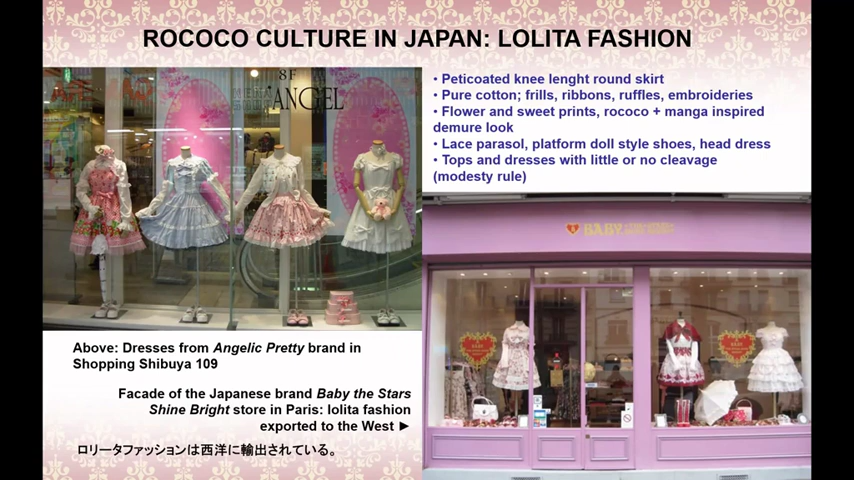 ROCOCO CULTURE IN JAPAN: LOLITA FASHION
• Peticoated knee lenght round skirt
• Pure cotton; frills, ribbons, ruffles, embroideries
• Flower and sweet prints, rococo + manga inspired
demure look
• Lace parasol, platform doll style shoes, head dress
• Tops and dresses with little or no cleavage
(modesty rule)
8F
ANGEL
BABY
Above: Dresses from Angelic Pretty brand in
Shopping Shibuya 109
Facade of the Japanese brand Baby the Stars
Shine Bright store in Paris: lolita fashion
exported to the West ►
ロリータファッションは西洋に輸出されている。